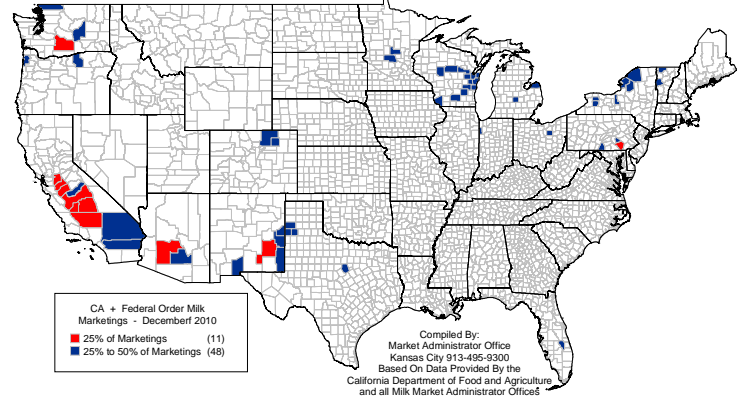 CA + Federal Order Milk
Marketings - Decemberf 2010
25% of Marketings (11)
25% to 50% of Marketings (48)
Compiled By:
Market Administrator Office
Kansas City 913-495-9300
Based On Data Provided By the
California Department of Food and Agriculture
and all Milk Market Administrator Offices